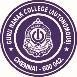 GURU NANAK COLLEGE (AUTONOMOUS)
CHENNAI - 600 042.